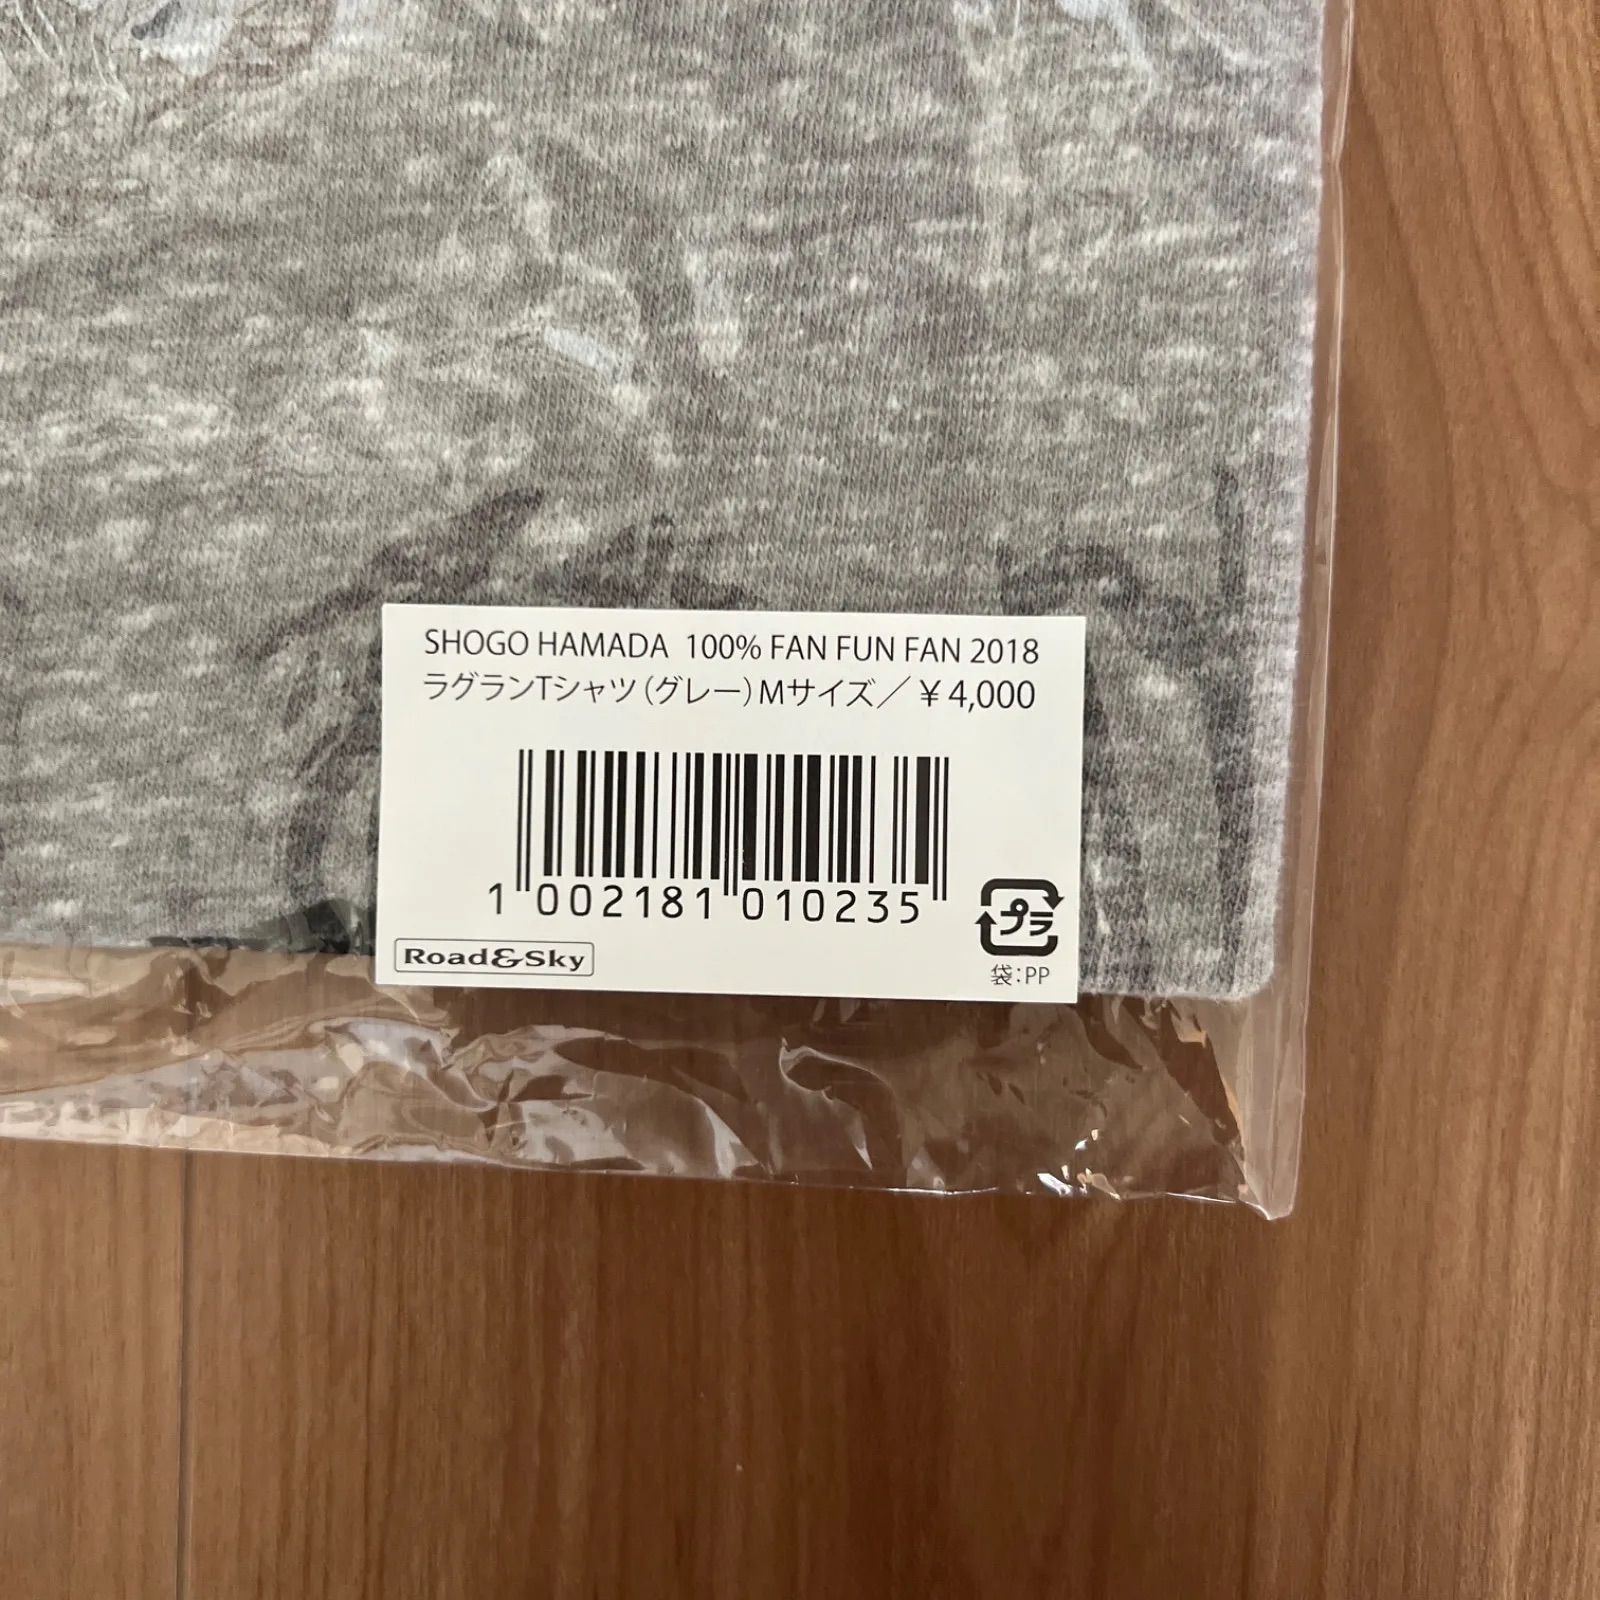 SHOGO HAMADA 100% FAN FUN FAN 2018
ラグランTシャツ（グレー）Mサイズ／￥4,000
1 002181 010235
プラ
Road&Sky
袋：PP